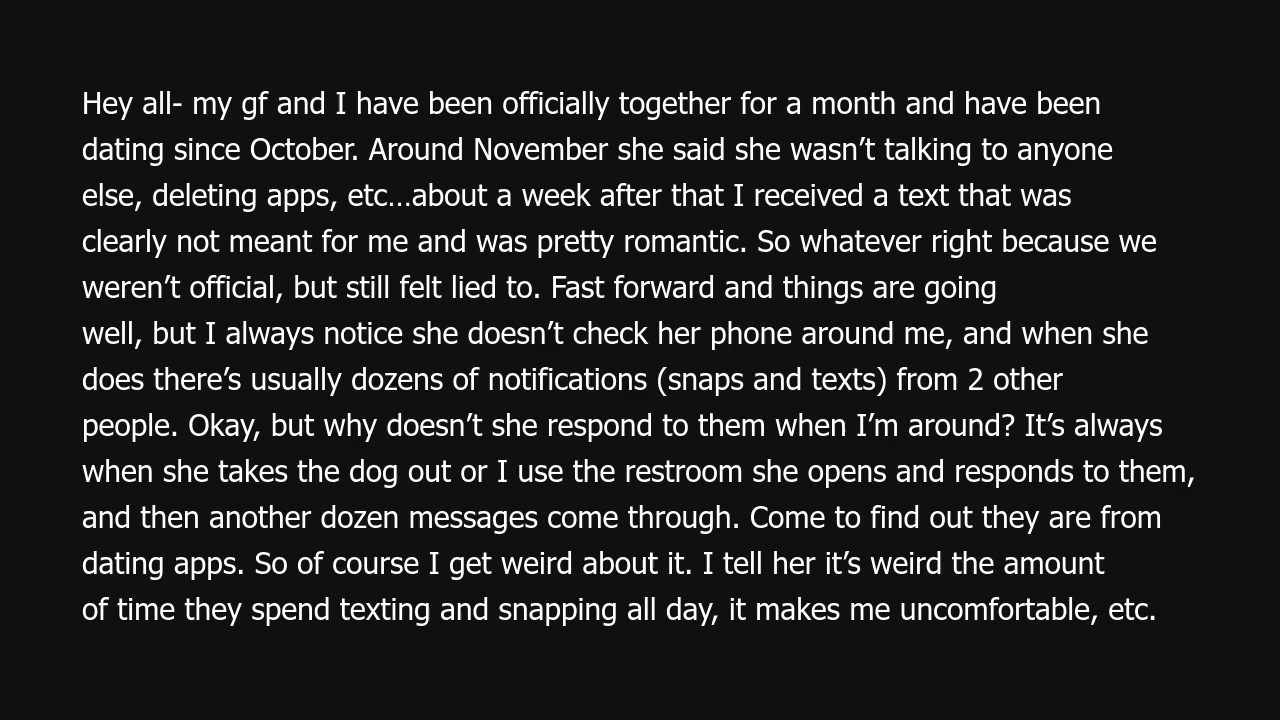 Hey all- my gf and I have been officially together for a month and have been
dating since October. Around November she said she wasn’t talking to anyone
else, deleting apps, etc…about a week after that I received a text that was
clearly not meant for me and was pretty romantic. So whatever right because we
weren’t official, but still felt lied to. Fast forward and things are going
well, but I always notice she doesn’t check her phone around me, and when she
does there’s usually dozens of notifications (snaps and texts) from 2 other
people. Okay, but why doesn’t she respond to them when I’m around? It’s always
when she takes the dog out or I use the restroom she opens and responds to them,
and then another dozen messages come through. Come to find out they are from
dating apps. So of course I get weird about it. I tell her it’s weird the amount
of time they spend texting and snapping all day, it makes me uncomfortable, etc.